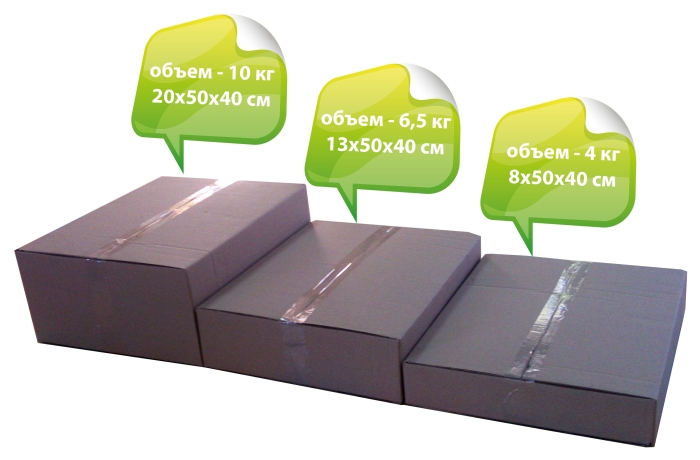 объем - 10 кг
20х50х40 см
объем - 6,5 кг
13х50х40 см
объем - 4 кг
8х50х40 см